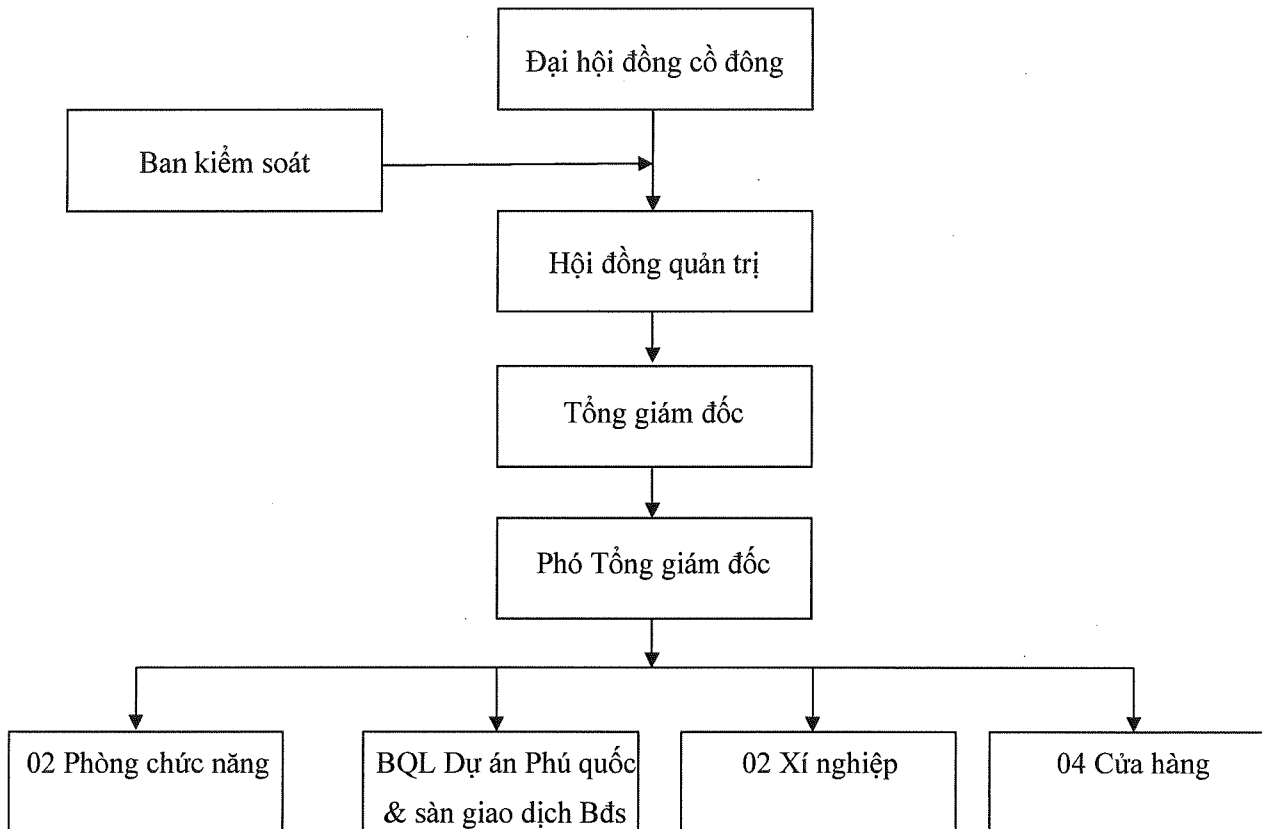 Đại hội đồng cồ đông
Ban kiểm soát
Hội đồng quản trị
Tổng giám đốc
Phó Tổng giám đốc
02 Phòng chức năng
BQL Dự án Phú quốc
& sàn giao dịch Bđs
02 Xí nghiệp
04 Cửa hàng